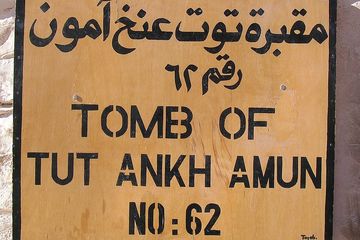 مقبرة توت عنخ آمون
رقم ٦٢
TOMB OF
TUT ANKH AMUN
NO: 62